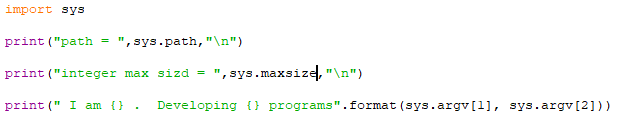 import sys
print("path = ",sys.path,"\n")
print("integer max sizd = ",sys.maxsize,"\n")
print(" I am {} .  Developing {} programs".format(sys.argv[1], sys.argv[2]))